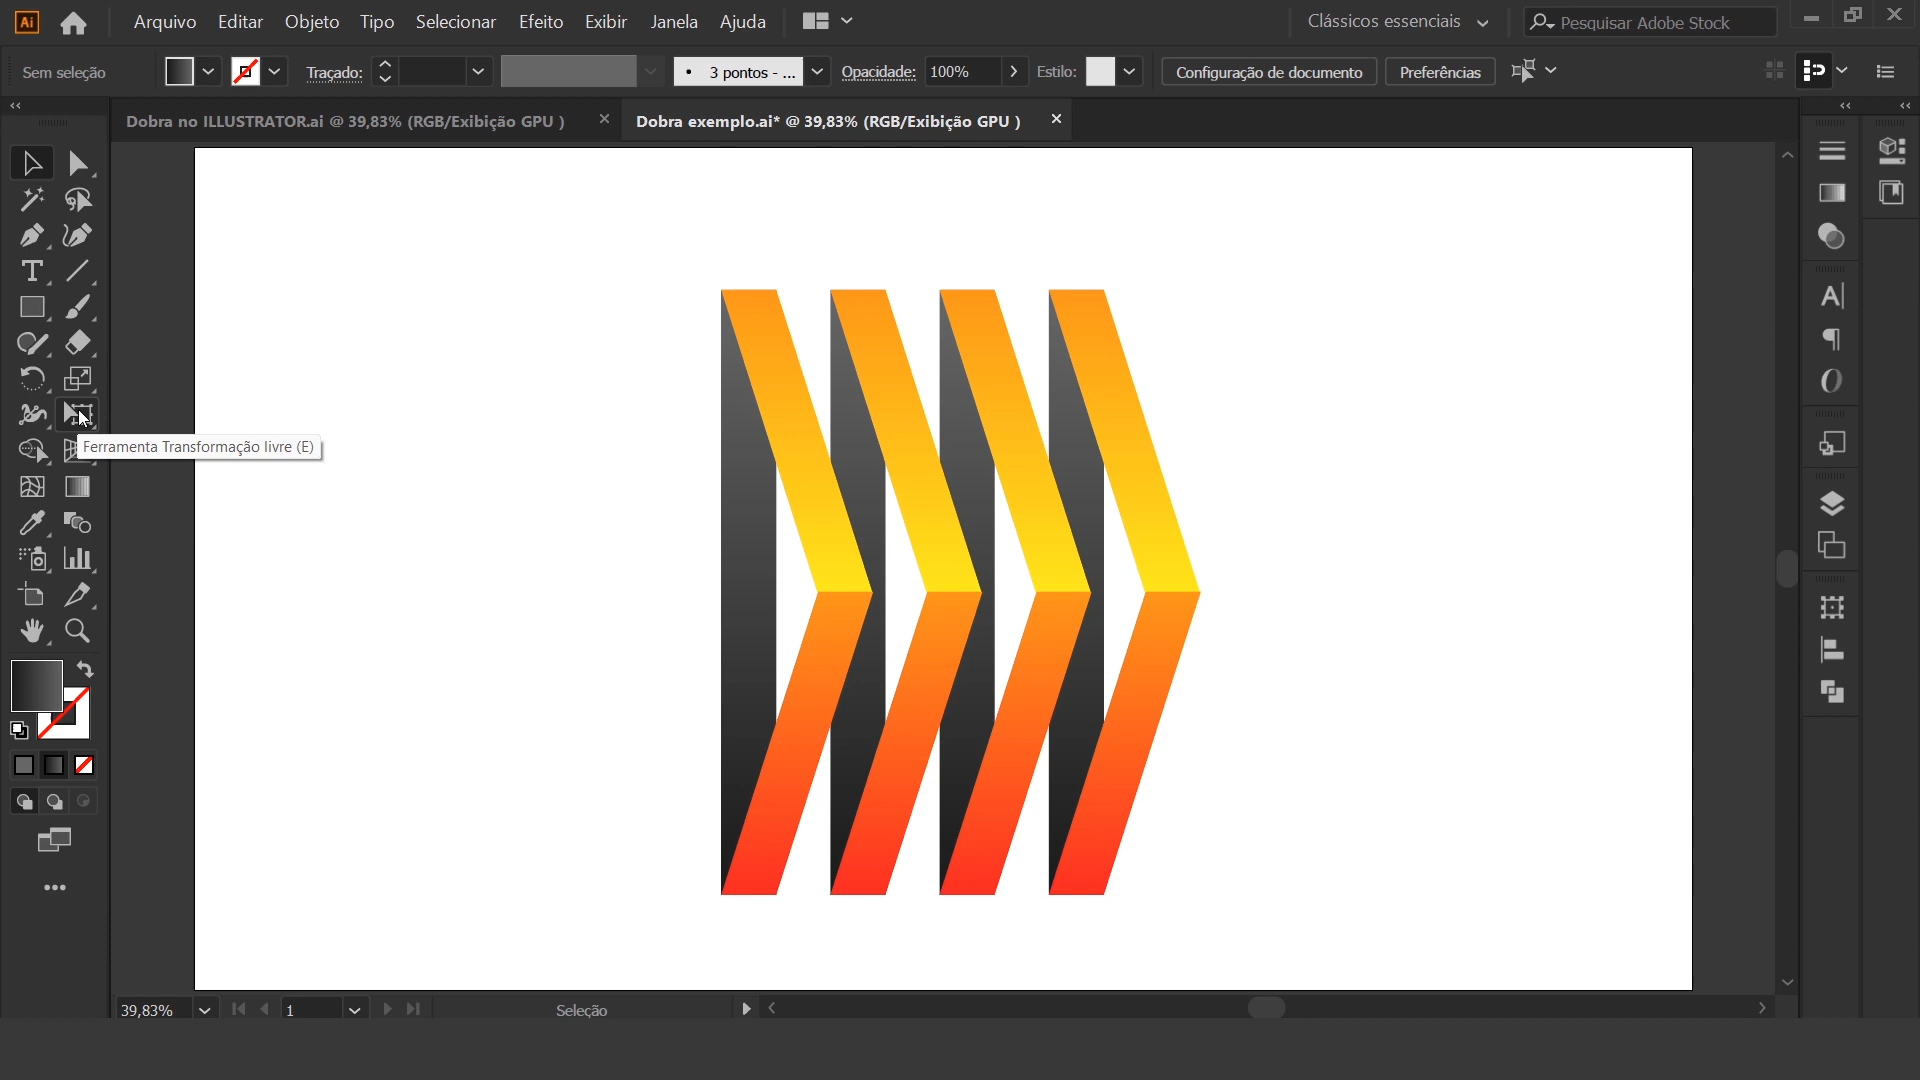 Ai Arquivo Editar Objeto Tipo Selecionar Efeito Exibir Janela Ajuda Clássicos essenciais Pesquisar Adobe Stock
Sem seleção Traçado: 3 pontos - ... Opacidade: 100% Estilo: Configuração de documento Preferências
Dobra no ILLUSTRATOR.ai @ 39,83% (RGB/Exibição GPU ) Dobra exemplo.ai* @ 39,83% (RGB/Exibição GPU )
Ferramenta Transformação livre (E)
39,83% 1 Seleção